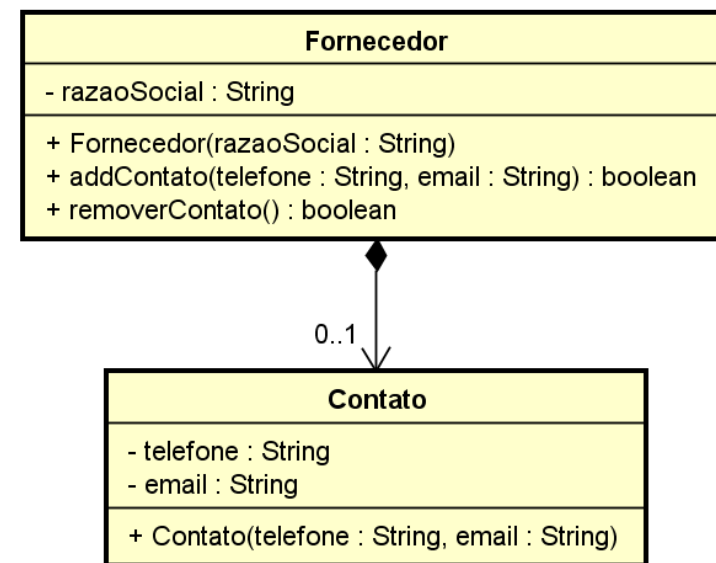 Fornecedor
- razaoSocial : String
+ Fornecedor(razaoSocial : String)
+ addContato(telefone : String, email : String) : boolean
+ removerContato() : boolean
0..1
Contato
- telefone : String
- email : String
+ Contato(telefone : String, email : String)